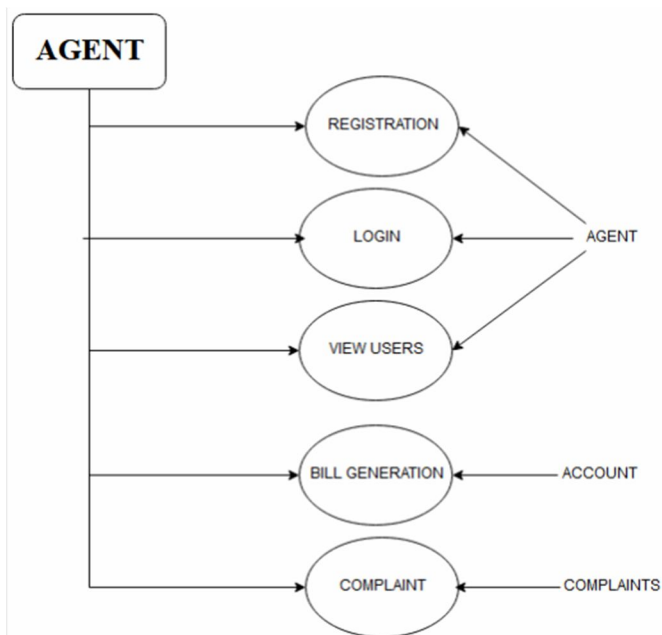 AGENT
REGISTRATION
LOGIN
AGENT
VIEW USERS
BILL GENERATION
ACCOUNT
COMPLAINT
COMPLAINTS